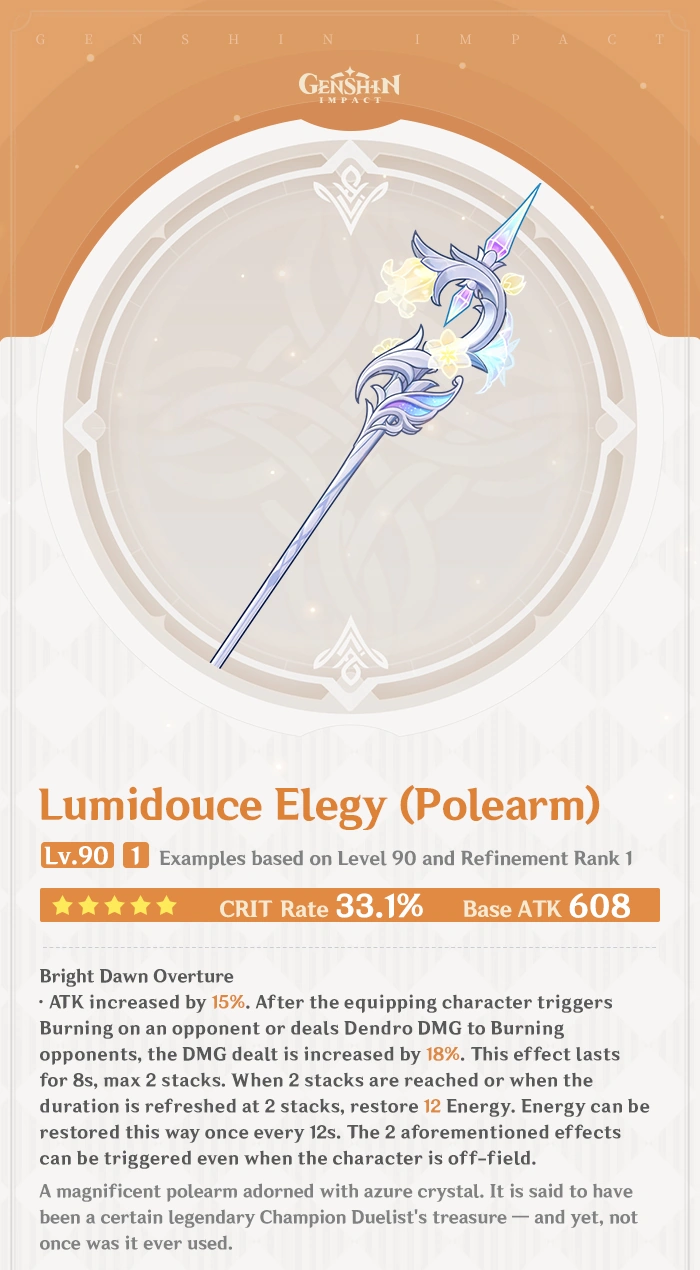 GENSHIN IMPACT
GENSHIN
IMPACT
Lumidouce Elegy (Polearm)
Lv.90 1 Examples based on Level 90 and Refinement Rank 1
CRIT Rate 33.1% Base ATK 608
Bright Dawn Overture
· ATK increased by 15%. After the equipping character triggers
Burning on an opponent or deals Dendro DMG to Burning
opponents, the DMG dealt is increased by 18%. This effect lasts
for 8s, max 2 stacks. When 2 stacks are reached or when the
duration is refreshed at 2 stacks, restore 12 Energy. Energy can be
restored this way once every 12s. The 2 aforementioned effects
can be triggered even when the character is off-field.
A magnificent polearm adorned with azure crystal. It is said to have
been a certain legendary Champion Duelist's treasure — and yet, not
once was it ever used.